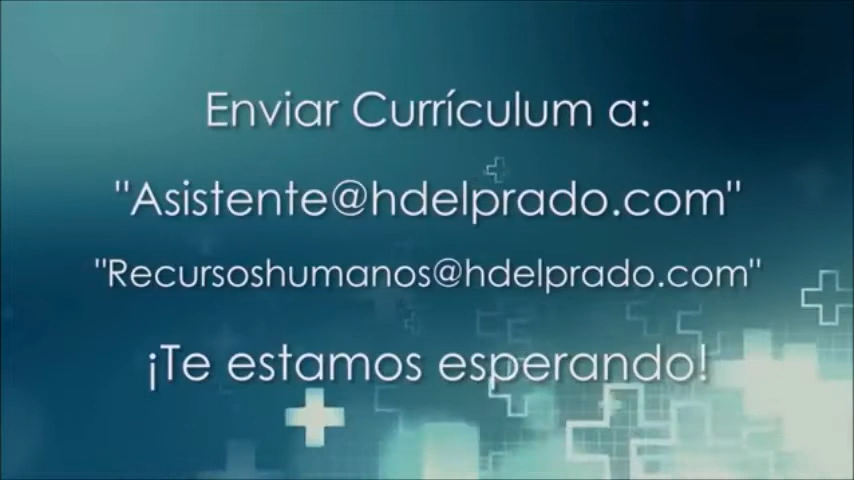 Enviar Currículum a:
"Asistente@hdelprado.com"
"Recursoshumanos@hdelprado.com"
¡Te estamos esperando!